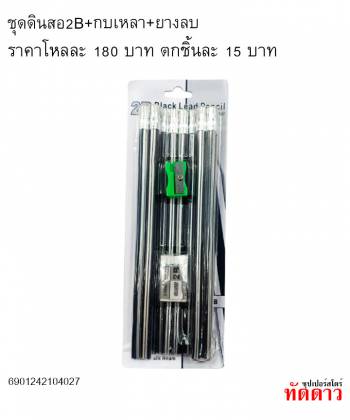 ชุดดินสอ2B+กบเหลา+ยางลบ
ราคาโหลละ 180 บาท ตกชิ้นละ 15 บาท
2B Black Lead Pencil
6901242104027
ซุปเปอร์สโตร์
ทัดดาว